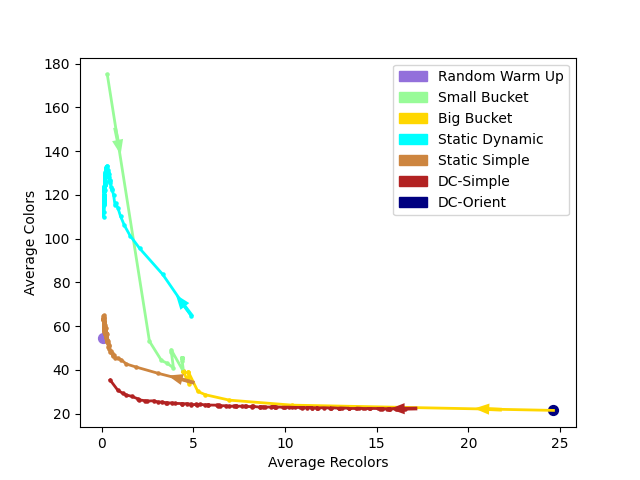 180
160
140
120
100
80
60
40
20
Average Colors
0
5
10
15
20
25
Average Recolors
Random Warm Up
Small Bucket
Big Bucket
Static Dynamic
Static Simple
DC-Simple
DC-Orient